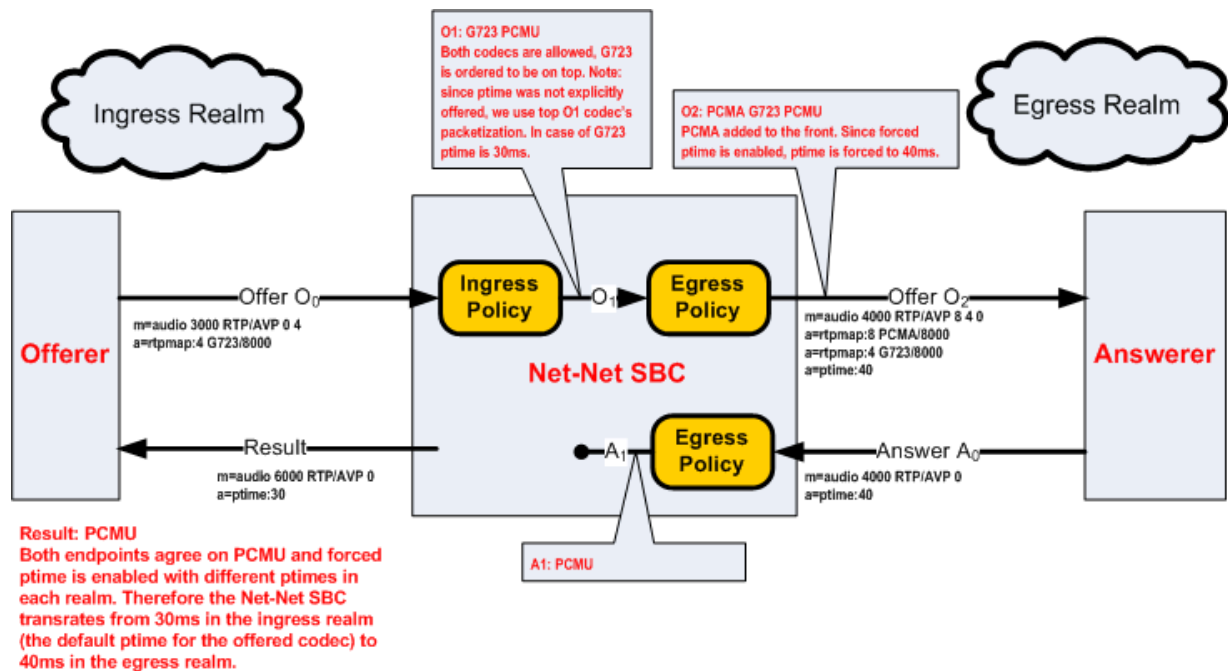 O1: G723 PCMU
Both codecs are allowed, G723
is ordered to be on top. Note:
since ptime was not explicitly
offered, we use top O1 codec's
packetization. In case of G723
ptime is 30ms.
O2: PCMA G723 PCMU
PCMA added to the front. Since forced
ptime is enabled, ptime is forced to 40ms.
Ingress Realm
Egress Realm
Offerer
Offer O₀
m=audio 3000 RTP/AVP 0 4
a=rtpmap:4 G723/8000
Ingress
Policy
O₁
Egress
Policy
Offer O₂
m=audio 4000 RTP/AVP 8 4 0
a=rtpmap:8 PCMA/8000
a=rtpmap:4 G723/8000
a=ptime:40
Answerer
Net-Net SBC
Result
m=audio 6000 RTP/AVP 0
a=ptime:30
A₁
Egress
Policy
Answer A₀
m=audio 4000 RTP/AVP 0
a=ptime:40
A1: PCMU
Result: PCMU
Both endpoints agree on PCMU and forced
ptime is enabled with different ptimes in
each realm. Therefore the Net-Net SBC
transrates from 30ms in the ingress realm
(the default ptime for the offered codec) to
40ms in the egress realm.